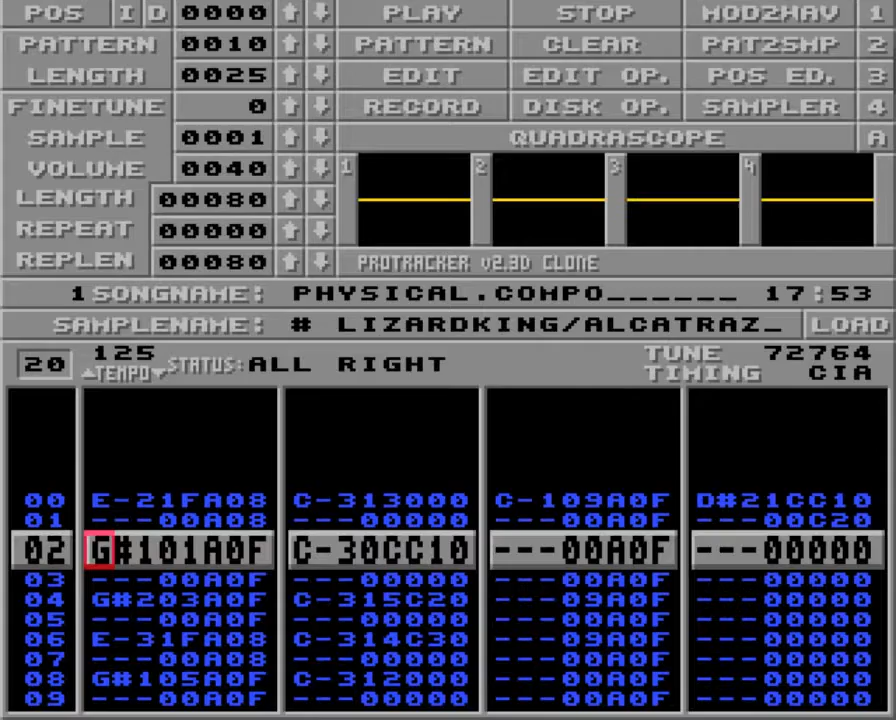 POS I D 0000 PLAY STOP MOD2WAV 1
PATTERN 0010 PATTERN CLEAR PAT2SMP 2
LENGTH 0025 EDIT EDIT OP. POS ED. 3
FINETUNE 0 RECORD DISK OP. SAMPLER 4
SAMPLE 0001 QUADRASCOPE A
VOLUME 0040 1 2 3 4
LENGTH 00080
REPEAT 00000
REPLEN 00080 PROTRACKER V2.3D CLONE
1 SONGNAME: PHYSICAL.COMPO______ 17:53
SAMPLENAME: # LIZARDKING/ALCATRAZ_ LOAD
20 125 TEMPO STATUS: ALL RIGHT TUNE 72764
TIMING CIA
00 E-21FA08 C-313000 C-109A0F D#21CC10
01 ---00A08 ---00000 ---00A0F ---00C20
02 G#101A0F C-30CC10 ---00A0F ---00000
03 ---00A0F ---00000 ---00A0F ---00000
04 G#203A0F C-315C20 ---09A0F ---00000
05 ---00A0F ---00000 ---00A0F ---00000
06 E-31FA08 C-314C30 ---09A0F ---00000
07 ---00A08 ---00000 ---00A0F ---00000
08 G#105A0F C-312000 ---09A0F ---00000
09 ---00A0F ---00000 ---00A0F ---00000